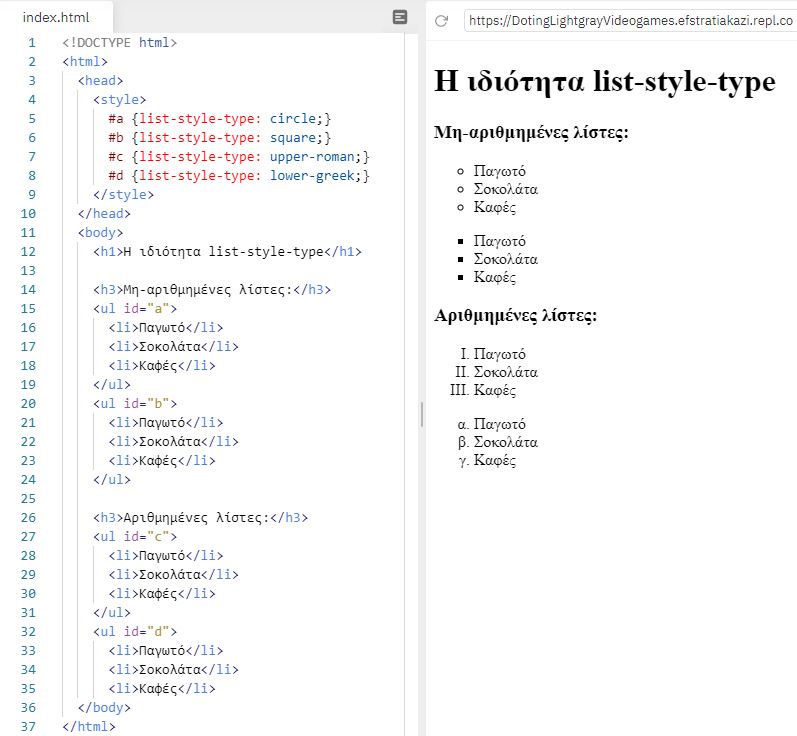 index.html
1 <!DOCTYPE html>
2 <html>
3 <head>
4 <style>
5 #a {list-style-type: circle;}
6 #b {list-style-type: square;}
7 #c {list-style-type: upper-roman;}
8 #d {list-style-type: lower-greek;}
9 </style>
10 </head>
11 <body>
12 <h1>Η ιδιότητα list-style-type</h1>
13
14 <h3>Μη-αριθμημένες λίστες:</h3>
15 <ul id="a">
16 <li>Παγωτό</li>
17 <li>Σοκολάτα</li>
18 <li>Καφές</li>
19 </ul>
20 <ul id="b">
21 <li>Παγωτό</li>
22 <li>Σοκολάτα</li>
23 <li>Καφές</li>
24 </ul>
25
26 <h3>Αριθμημένες λίστες:</h3>
27 <ul id="c">
28 <li>Παγωτό</li>
29 <li>Σοκολάτα</li>
30 <li>Καφές</li>
31 </ul>
32 <ul id="d">
33 <li>Παγωτό</li>
34 <li>Σοκολάτα</li>
35 <li>Καφές</li>
36 </body>
37 </html>
https://DotingLightgrayVideogames.efstratiakazi.repl.co
Η ιδιότητα list-style-type
Μη-αριθμημένες λίστες:
Παγωτό
Σοκολάτα
Καφές
Παγωτό
Σοκολάτα
Καφές
Αριθμημένες λίστες:
I. Παγωτό
II. Σοκολάτα
III. Καφές
α. Παγωτό
β. Σοκολάτα
γ. Καφές